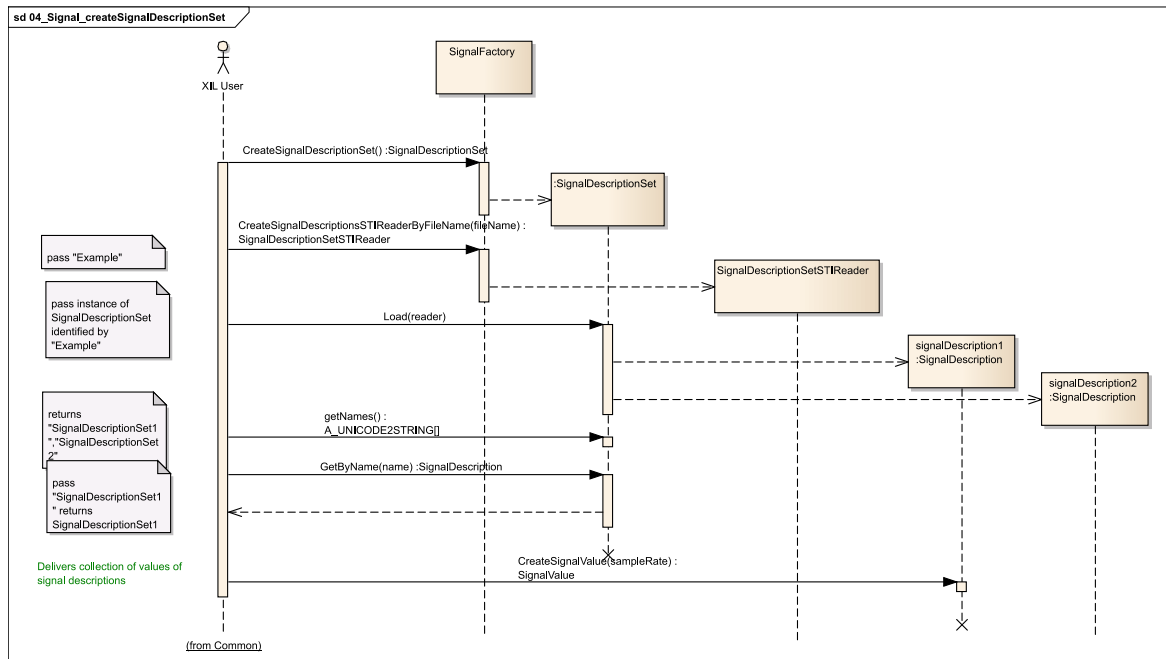 sd 04_Signal_createSignalDescriptionSet
XIL User
SignalFactory
CreateSignalDescriptionSet() :SignalDescriptionSet
:SignalDescriptionSet
CreateSignalDescriptionsSTIReaderByFileName(fileName) :
SignalDescriptionSetSTIReader
pass "Example"
SignalDescriptionSetSTIReader
pass instance of
SignalDescriptionSet
identified by
"Example"
Load(reader)
signalDescription1
:SignalDescription
signalDescription2
:SignalDescription
returns
"SignalDescriptionSet1
","SignalDescriptionSet
2"
getNames() :
A_UNICODE2STRING[]
GetByName(name) :SignalDescription
pass
"SignalDescriptionSet1
" returns
SignalDescriptionSet1
Delivers collection of values of
signal descriptions
CreateSignalValue(sampleRate) :
SignalValue
(from Common)